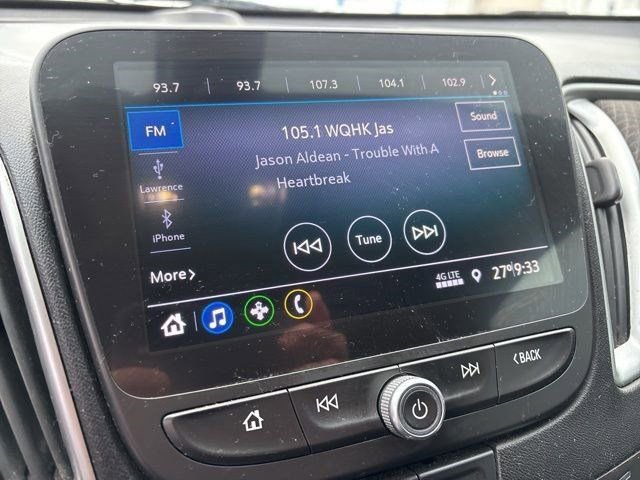 93.7 93.7 107.3 104.1 102.9
FM
105.1 WQHK Jas
Sound
Jason Aldean - Trouble With A
Heartbreak
Browse
Lawrence
iPhone
Tune
More
4G LTE
27° 9:33
BACK